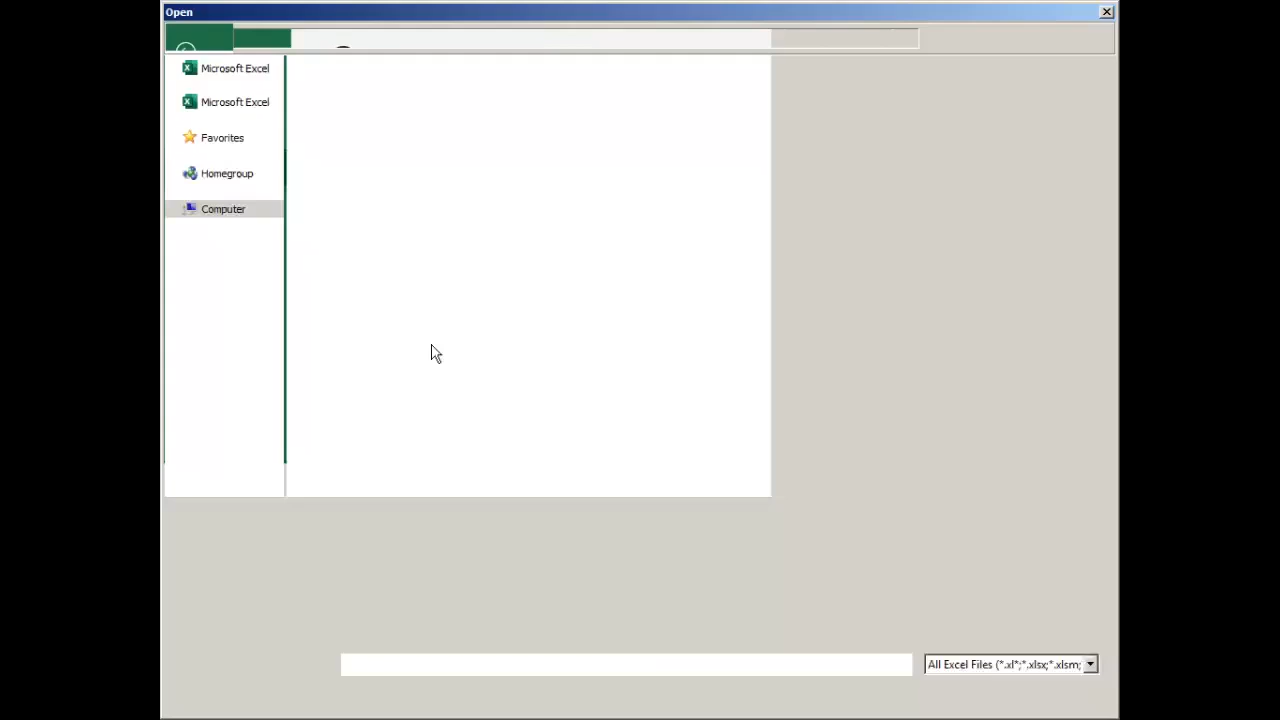 Open
Microsoft Excel
Microsoft Excel
Favorites
Homegroup
Computer
All Excel Files (*.xl*;*.xlsx;*.xlsm;